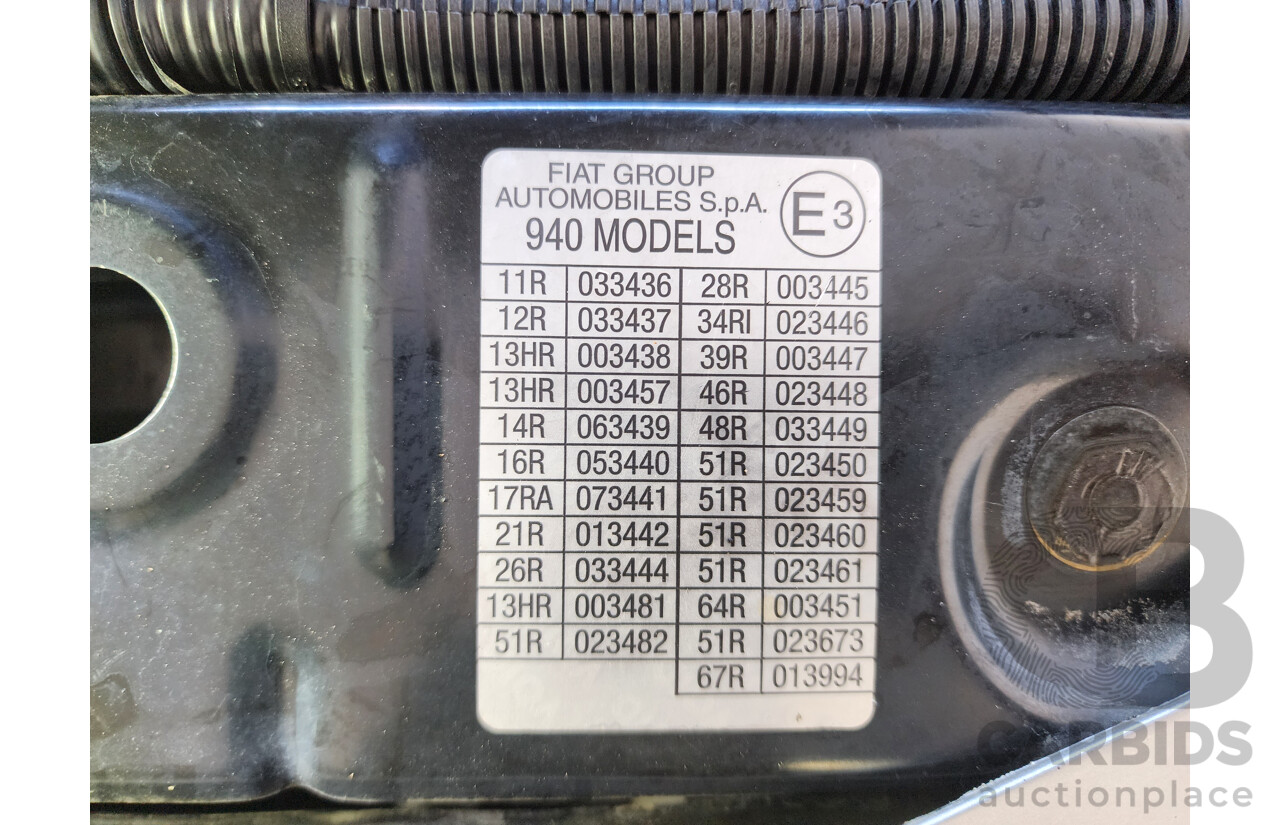 FIAT GROUP
AUTOMOBILES S.p.A.
940 MODELS
E3
11R 033436 28R 003445
12R 033437 34RI 023446
13HR 003438 39R 003447
13HR 003457 46R 023448
14R 063439 48R 033449
16R 053440 51R 023450
17RA 073441 51R 023459
21R 013442 51R 023460
26R 033444 51R 023461
13HR 003481 64R 003451
51R 023482 51R 023673
67R 013994
CARBIDS
auctionplace